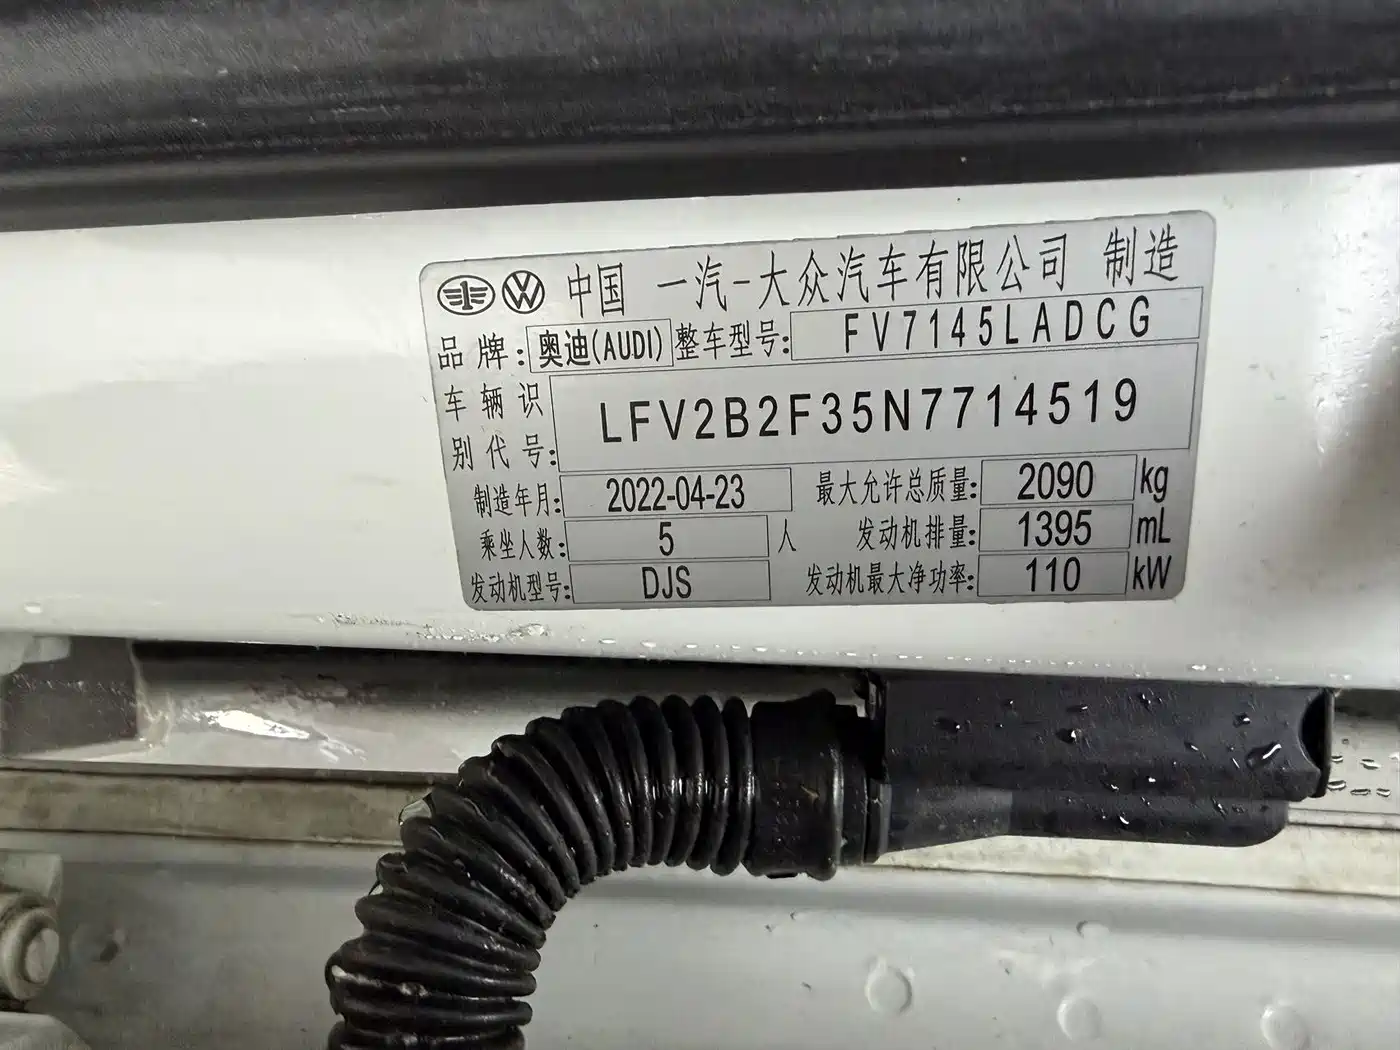 中国 一汽-大众汽车有限公司 制造
品牌: 奥迪(AUDI) 整车型号: FV7145LADCG
车辆识别代号: LFV2B2F35N7714519
制造年月: 2022-04-23 最大允许总质量: 2090 kg
乘坐人数: 5 人 发动机排量: 1395 mL
发动机型号: DJS 发动机最大净功率: 110 kW